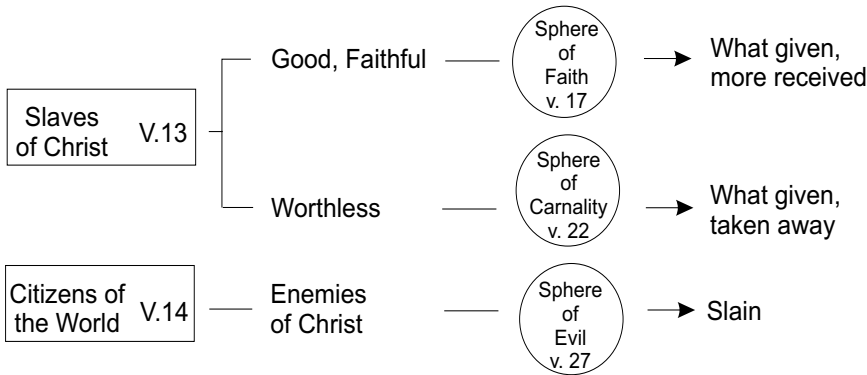 Good, Faithful
Sphere
of
Faith
v. 17
What given,
more received
Slaves
of Christ V.13
Worthless
Sphere
of
Carnality
v. 22
What given,
taken away
Citizens of
the World V.14
Enemies
of Christ
Sphere
of
Evil
v. 27
Slain